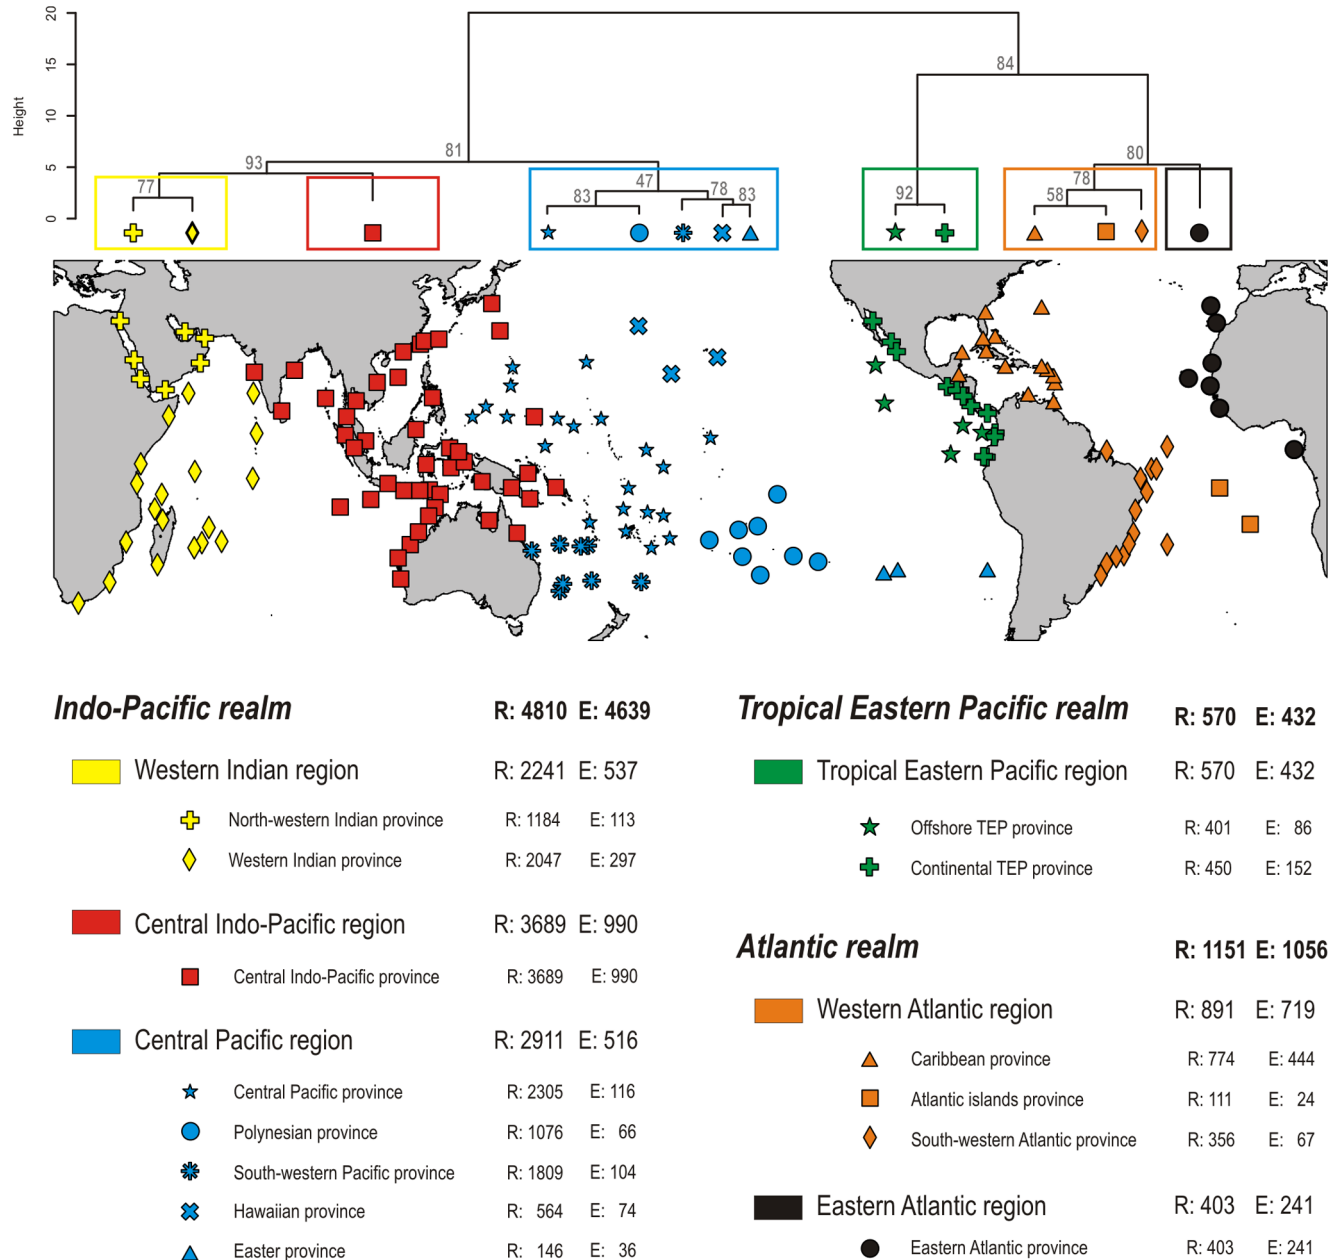 20
15
10
5
0
Height
84
81
93
80
77
47
83
78
83
92
78
58
Indo-Pacific realm R: 4810 E: 4639
Western Indian region R: 2241 E: 537
North-western Indian province R: 1184 E: 113
Western Indian province R: 2047 E: 297
Central Indo-Pacific region R: 3689 E: 990
Central Indo-Pacific province R: 3689 E: 990
Central Pacific region R: 2911 E: 516
Central Pacific province R: 2305 E: 116
Polynesian province R: 1076 E: 66
South-western Pacific province R: 1809 E: 104
Hawaiian province R: 564 E: 74
Easter province R: 146 E: 36
Tropical Eastern Pacific realm R: 570 E: 432
Tropical Eastern Pacific region R: 570 E: 432
Offshore TEP province R: 401 E: 86
Continental TEP province R: 450 E: 152
Atlantic realm R: 1151 E: 1056
Western Atlantic region R: 891 E: 719
Caribbean province R: 774 E: 444
Atlantic islands province R: 111 E: 24
South-western Atlantic province R: 356 E: 67
Eastern Atlantic region R: 403 E: 241
Eastern Atlantic province R: 403 E: 241